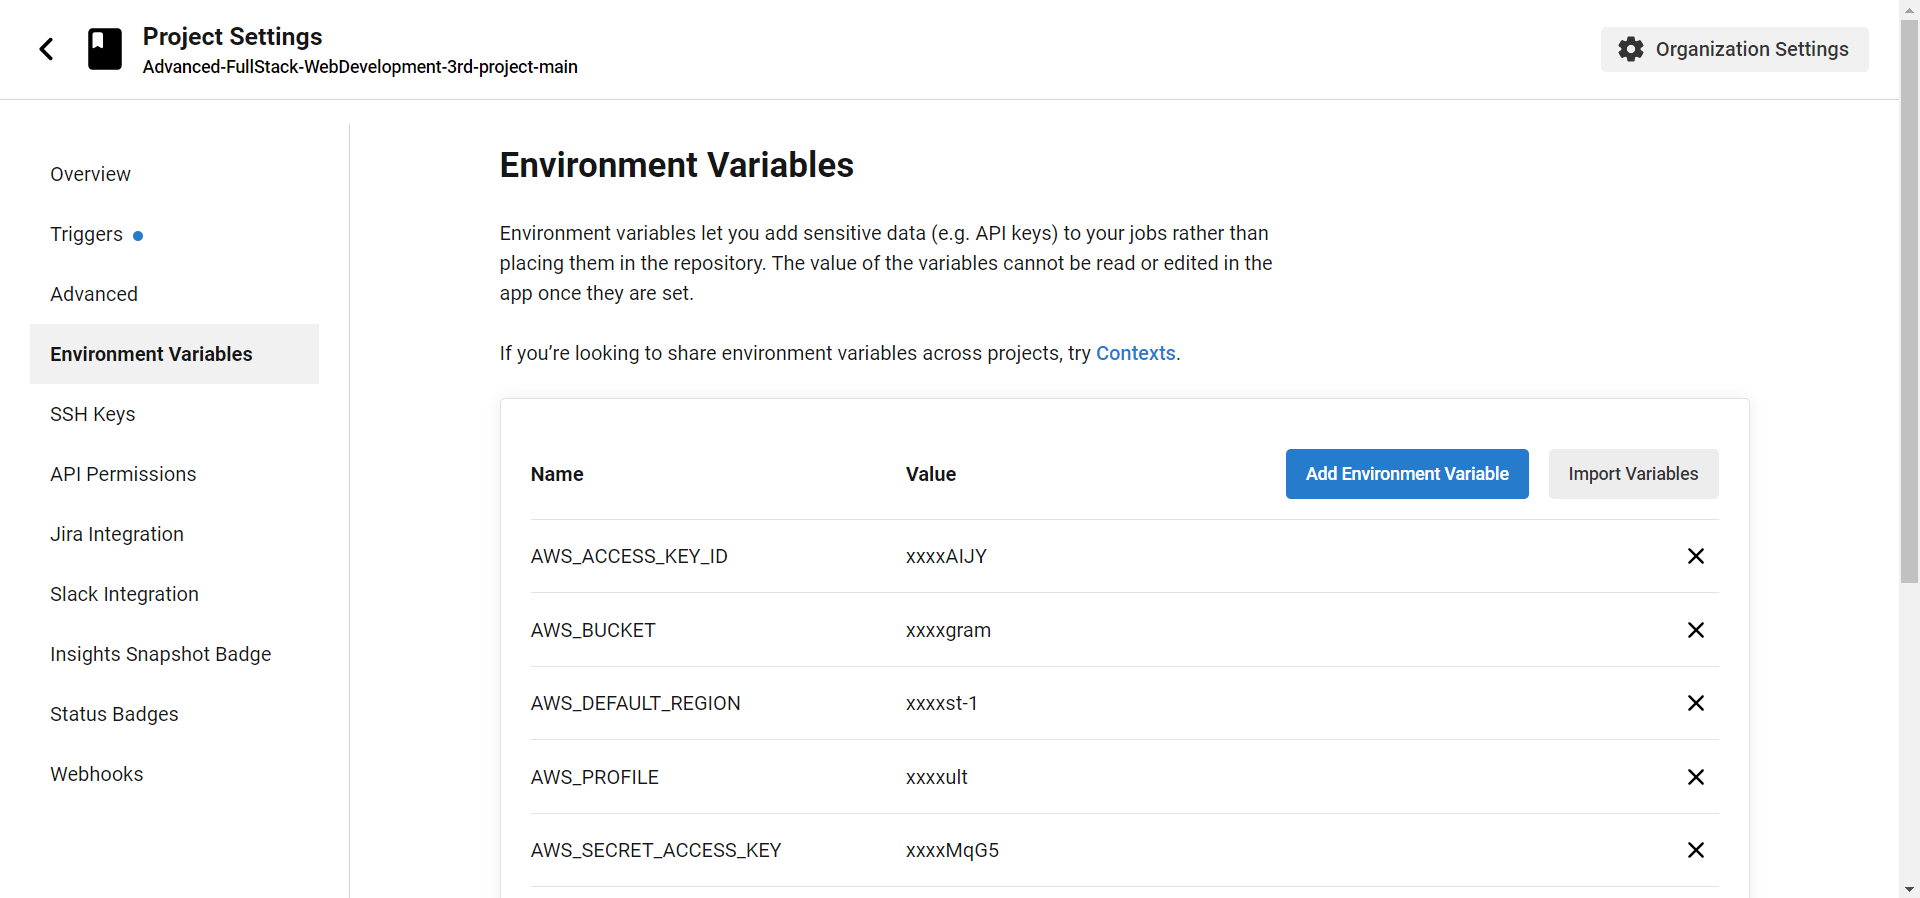 Project Settings
Advanced-FullStack-WebDevelopment-3rd-project-main
Organization Settings
Overview
Triggers
Advanced
Environment Variables
SSH Keys
API Permissions
Jira Integration
Slack Integration
Insights Snapshot Badge
Status Badges
Webhooks
Environment Variables
Environment variables let you add sensitive data (e.g. API keys) to your jobs rather than
placing them in the repository. The value of the variables cannot be read or edited in the
app once they are set.
If you’re looking to share environment variables across projects, try Contexts.
Name Value Add Environment Variable Import Variables
AWS_ACCESS_KEY_ID xxxxAIJY
AWS_BUCKET xxxxgram
AWS_DEFAULT_REGION xxxxst-1
AWS_PROFILE xxxxult
AWS_SECRET_ACCESS_KEY xxxxMqG5